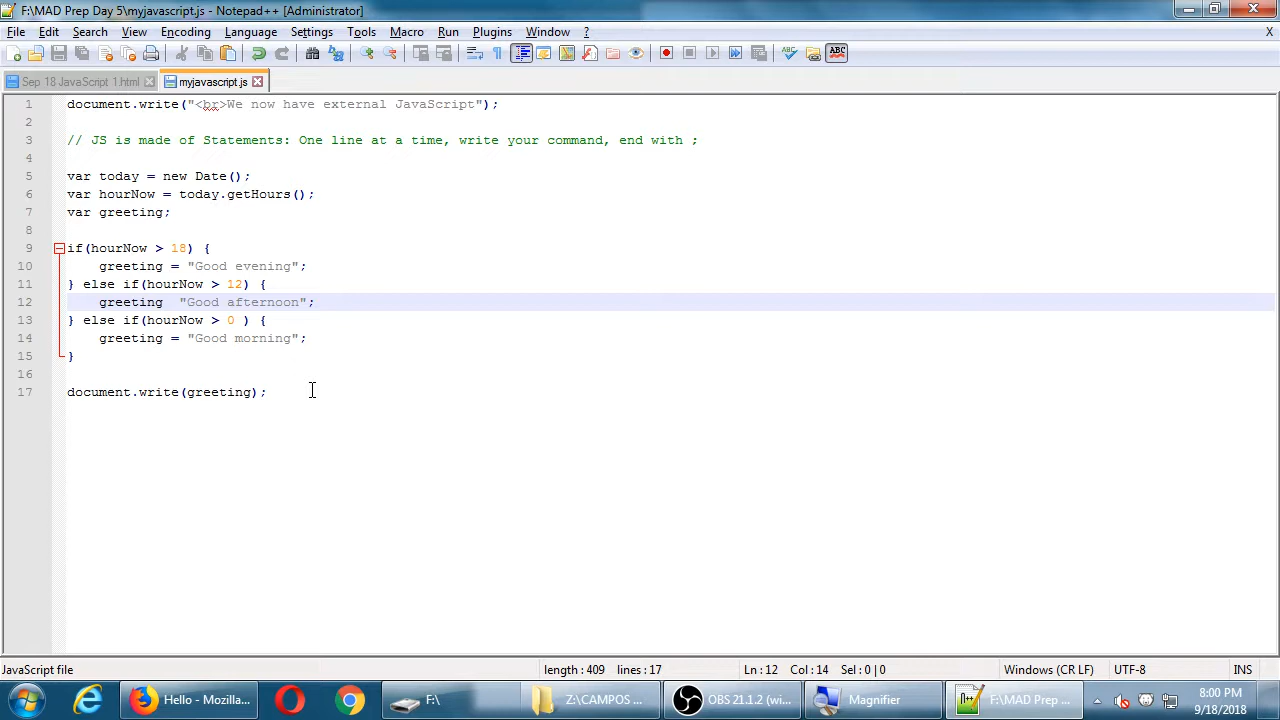 F:\MAD Prep Day 5\myjavascript.js - Notepad++ [Administrator]
File Edit Search View Encoding Language Settings Tools Macro Run Plugins Window ? X
ABC ABC
Sep 18 JavaScript 1.html myjavascript.js
1 document.write("<br>We now have external JavaScript");
2
3 // JS is made of Statements: One line at a time, write your command, end with ;
4
5 var today = new Date();
6 var hourNow = today.getHours();
7 var greeting;
8
9 if(hourNow > 18) {
10 greeting = "Good evening";
11 } else if(hourNow > 12) {
12 greeting  "Good afternoon";
13 } else if(hourNow > 0 ) {
14 greeting = "Good morning";
15 }
16
17 document.write(greeting);
JavaScript file length : 409 lines : 17 Ln : 12 Col : 14 Sel : 0 | 0 Windows (CR LF) UTF-8 INS
Hello - Mozilla... F:\ Z:\CAMPOS ... OBS 21.1.2 (wi... Magnifier F:\MAD Prep ... 8:00 PM
9/18/2018